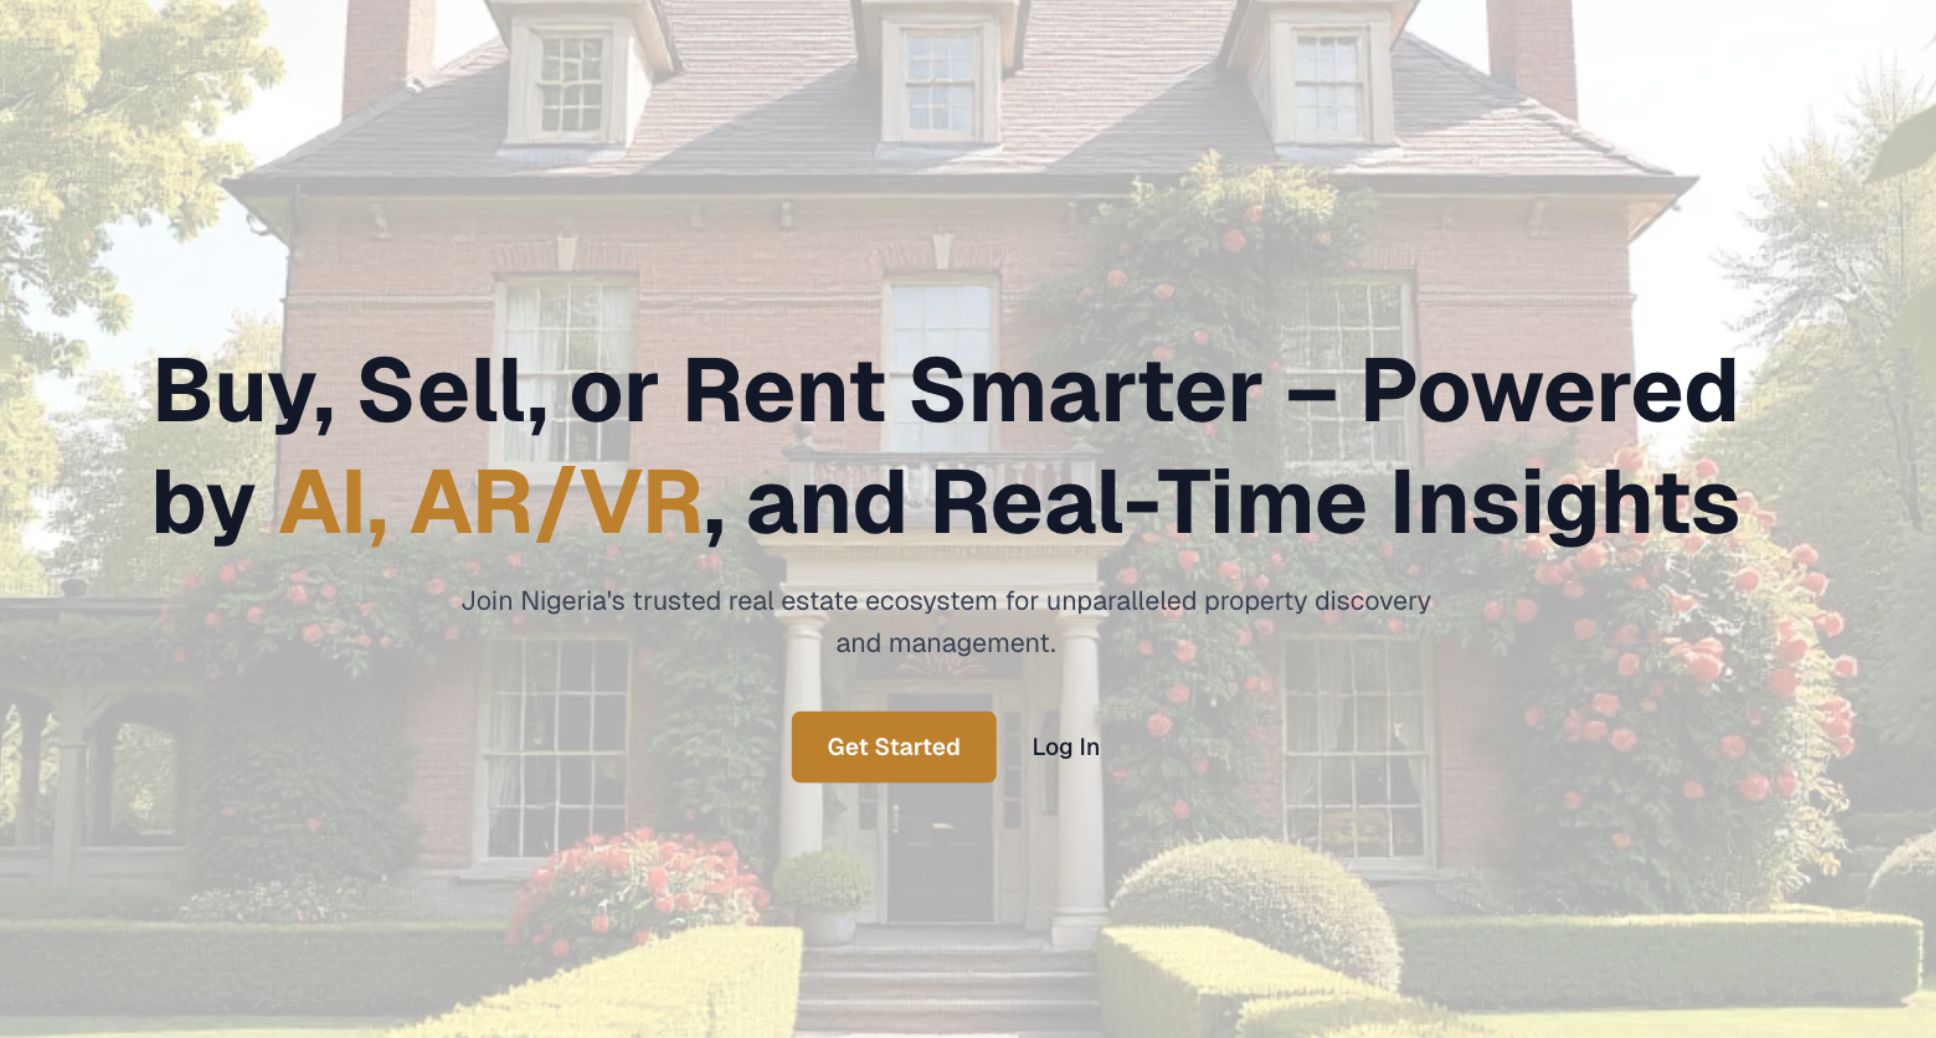 Buy, Sell, or Rent Smarter – Powered
by AI, AR/VR, and Real-Time Insights
Join Nigeria's trusted real estate ecosystem for unparalleled property discovery
and management.
Get Started
Log In